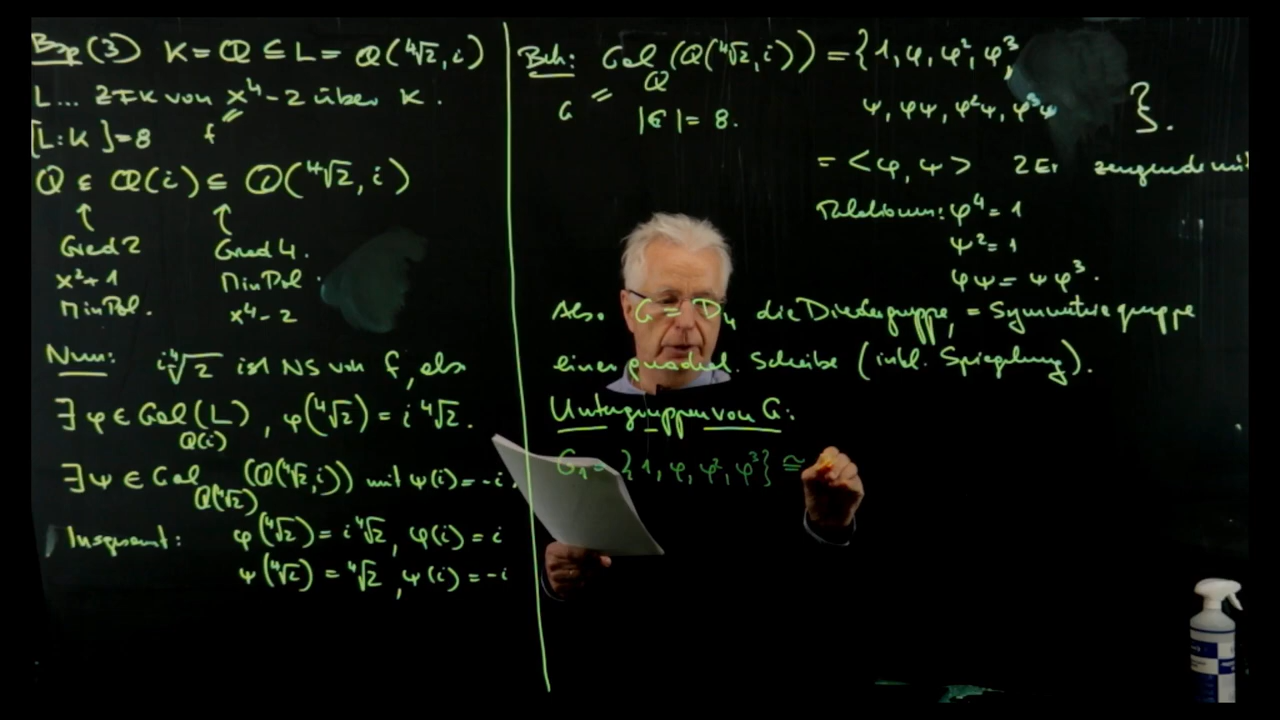 Bsp (3) K = Q ⊆ L = Q(⁴√2, i)
L... ZFK von x⁴-2 über K.
[L:K]=8 f
Q ⊆ Q(i) ⊆ Q(⁴√2, i)
↑ ↑
Grad 2 Grad 4.
x²+1 MinPol.
MinPol. x⁴-2
Nun: i⁴√2 ist NS von f, also
∃ φ ∈ Gal_{Q(i)}(L), φ(⁴√2) = i ⁴√2.
∃ ψ ∈ Gal_{Q(⁴√2)} (Q(⁴√2, i)) mit ψ(i) = -i.
Insgesamt: φ(⁴√2) = i ⁴√2, φ(i) = i
ψ(⁴√2) = ⁴√2, ψ(i) = -i
Beh: Gal_Q (Q(⁴√2, i)) = {1, φ, φ², φ³,
G = |G| = 8. ψ, φψ, φ²ψ, φ³ψ }.
= <φ, ψ> 2 Erzeugende mit
Relationen: φ⁴ = 1
ψ² = 1
φψ = ψφ³.
Also G = D₄ die Diedergruppe, = Symmetriegruppe
einer quadrat. Scheibe (inkl. Spiegelung).
Untergruppen von G:
G₁ = {1, φ, φ², φ³} ≅